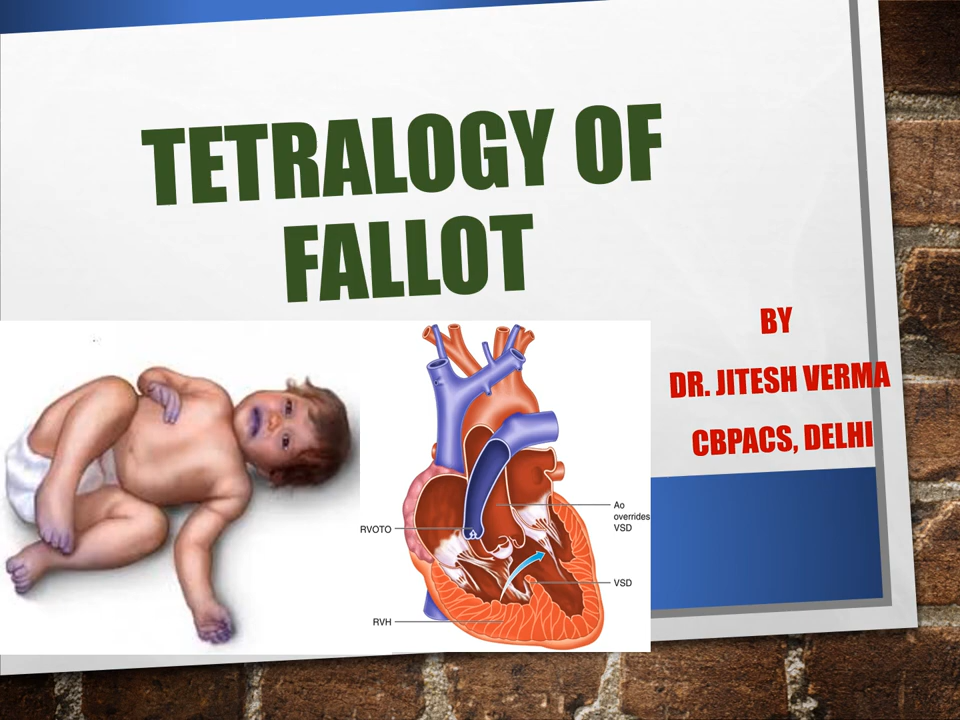 TETRALOGY OF
FALLOT
BY
DR. JITESH VERMA
CBPACS, DELHI
RVOTO
Ao
overrides
VSD
VSD
RVH